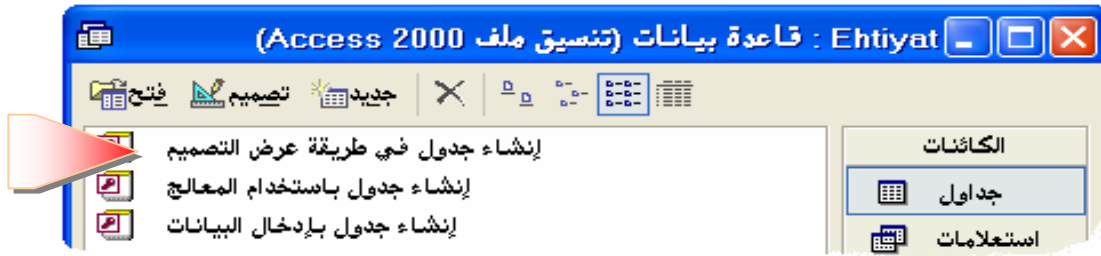 Ehtiyat : قاعدة بيانات (تنسيق ملف Access 2000)
فتح تصميم جديد
الكائنات
جداول
استعلامات
إنشاء جدول في طريقة عرض التصميم
إنشاء جدول باستخدام المعالج
إنشاء جدول بإدخال البيانات